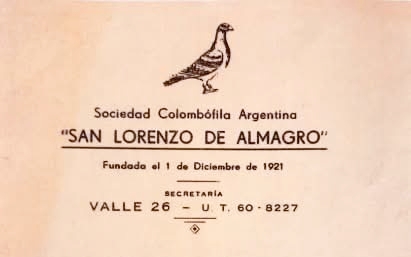 Sociedad Colombófila Argentina
"SAN LORENZO DE ALMAGRO"
Fundada el 1 de Diciembre de 1921
SECRETARÍA
VALLE 26 – U. T. 60 - 8227